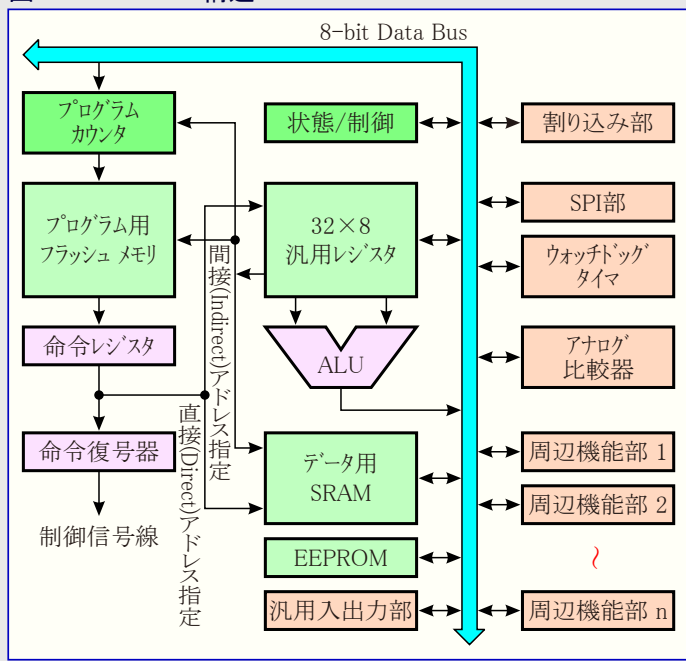 8-bit Data Bus
プログラム
カウンタ
状態/制御
割り込み部
プログラム用
フラッシュ メモリ
32×8
汎用レジスタ
SPI部
ウォッチドッグ
タイマ
間接(Indirect)アドレス指定
命令レジスタ
ALU
アナログ
比較器
直接(Direct)アドレス指定
命令復号器
データ用
SRAM
周辺機能部 1
周辺機能部 2
制御信号線
EEPROM
~
汎用入出力部
周辺機能部 n